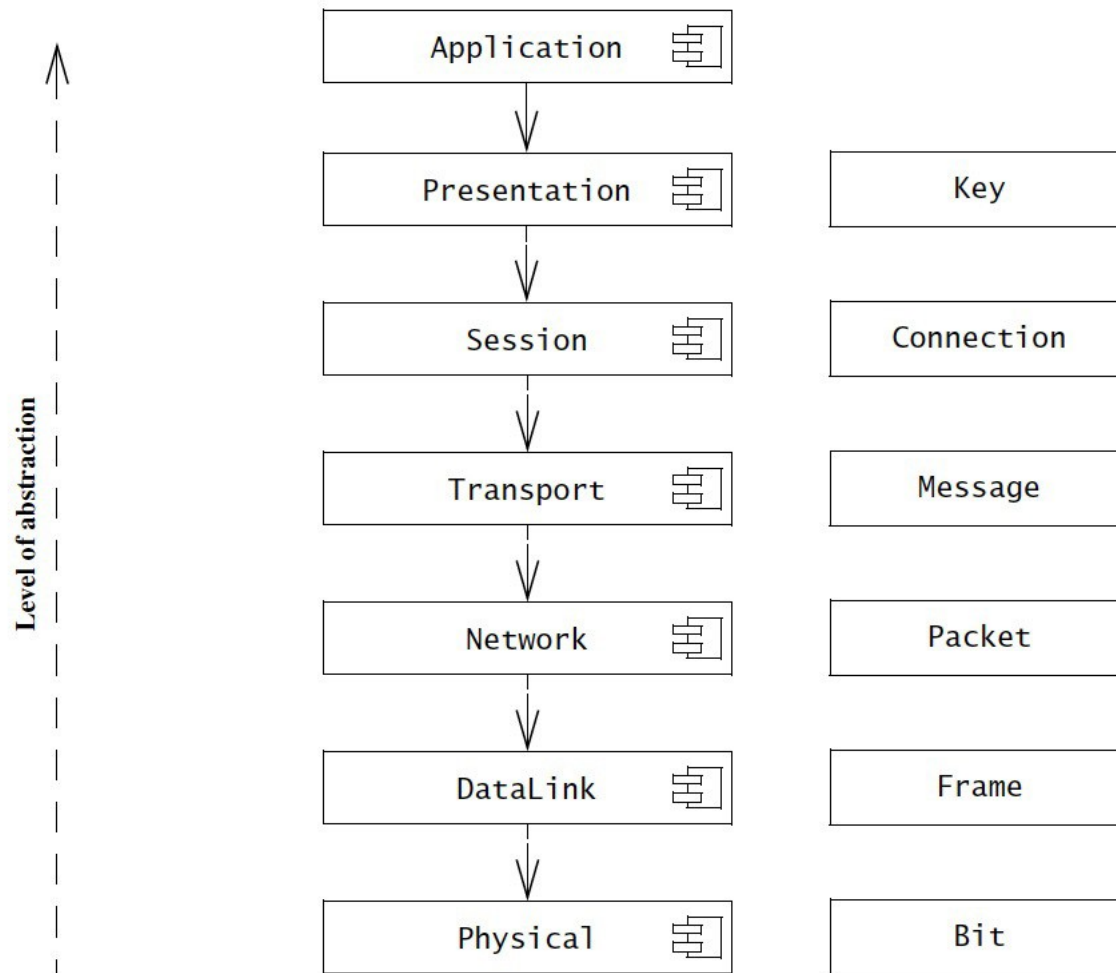 Application
Presentation
Key
Session
Connection
Level of abstraction
Transport
Message
Network
Packet
DataLink
Frame
Physical
Bit